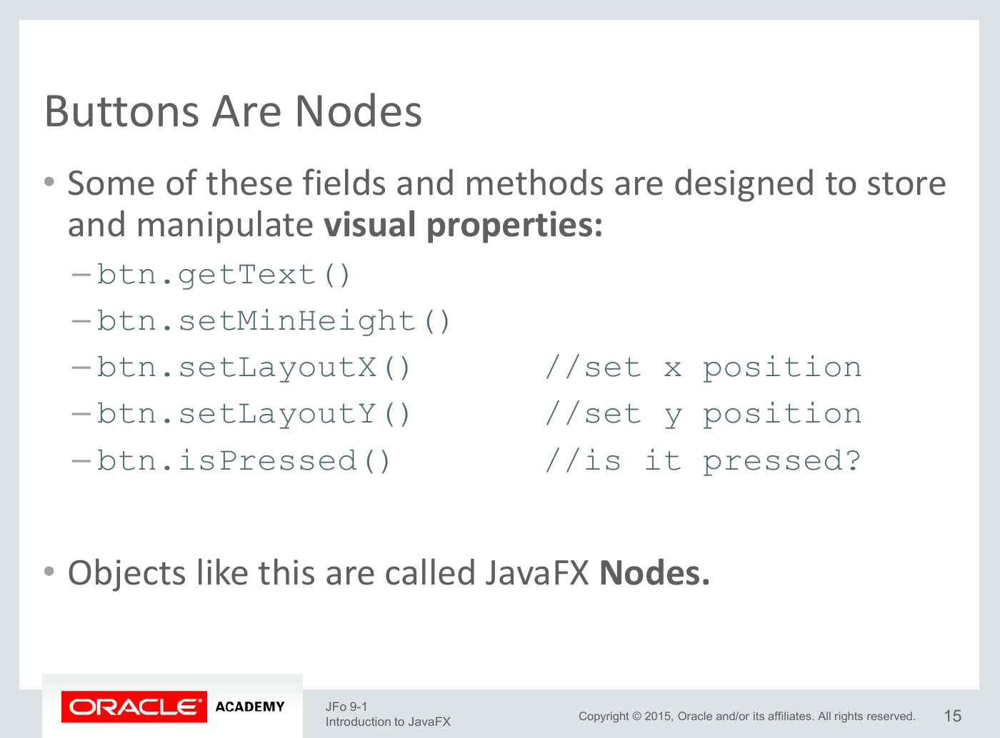 Buttons Are Nodes
• Some of these fields and methods are designed to store
and manipulate visual properties:
–btn.getText()
–btn.setMinHeight()
–btn.setLayoutX() //set x position
–btn.setLayoutY() //set y position
–btn.isPressed() //is it pressed?
• Objects like this are called JavaFX Nodes.
ORACLE® ACADEMY
JFo 9-1
Introduction to JavaFX
Copyright © 2015, Oracle and/or its affiliates. All rights reserved. 15